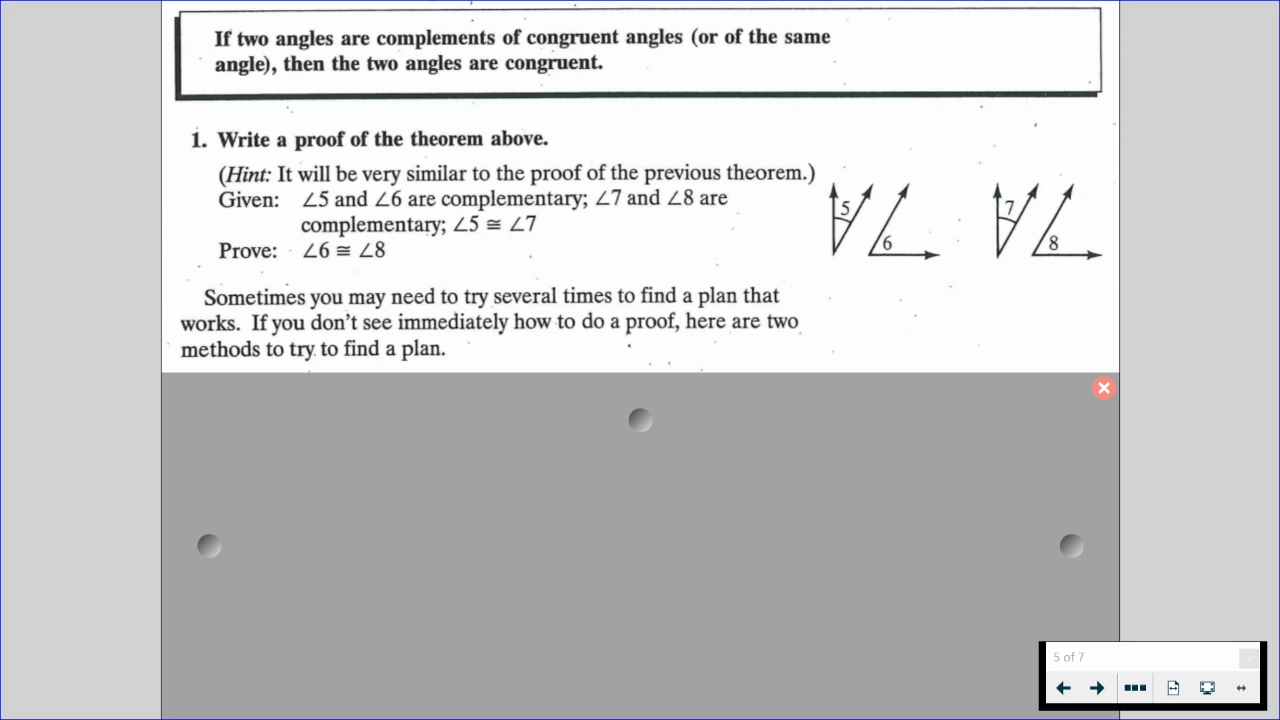 If two angles are complements of congruent angles (or of the same
angle), then the two angles are congruent.
1. Write a proof of the theorem above.
(Hint: It will be very similar to the proof of the previous theorem.)
Given: ∠5 and ∠6 are complementary; ∠7 and ∠8 are
complementary; ∠5 ≅ ∠7
Prove: ∠6 ≅ ∠8
5
6
7
8
Sometimes you may need to try several times to find a plan that
works. If you don't see immediately how to do a proof, here are two
methods to try to find a plan.
5 of 7